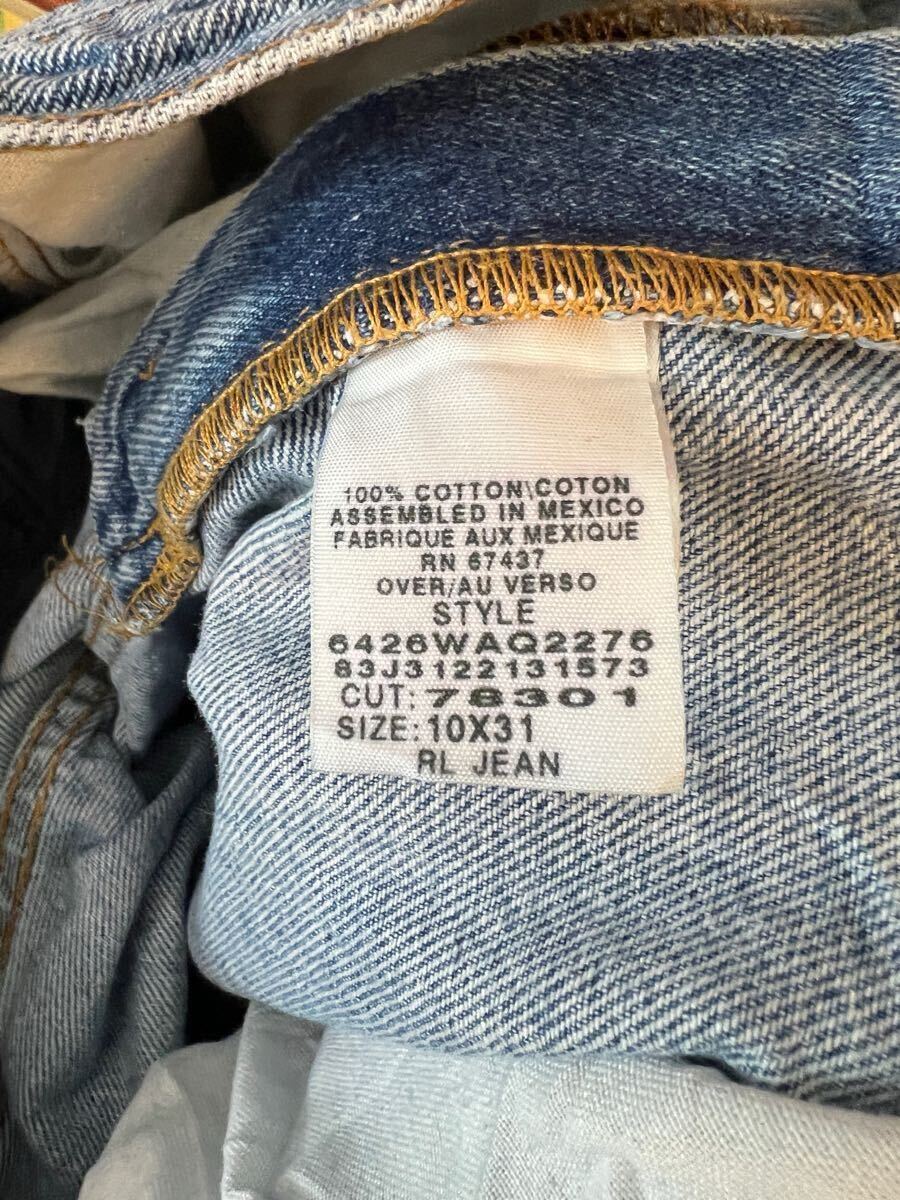 100% COTTON\COTON
ASSEMBLED IN MEXICO
FABRIQUE AUX MEXIQUE
RN 67437
OVER/AU VERSO
STYLE
6426WAQ2276
83J3122131573
CUT: 78301
SIZE: 10X31
RL JEAN